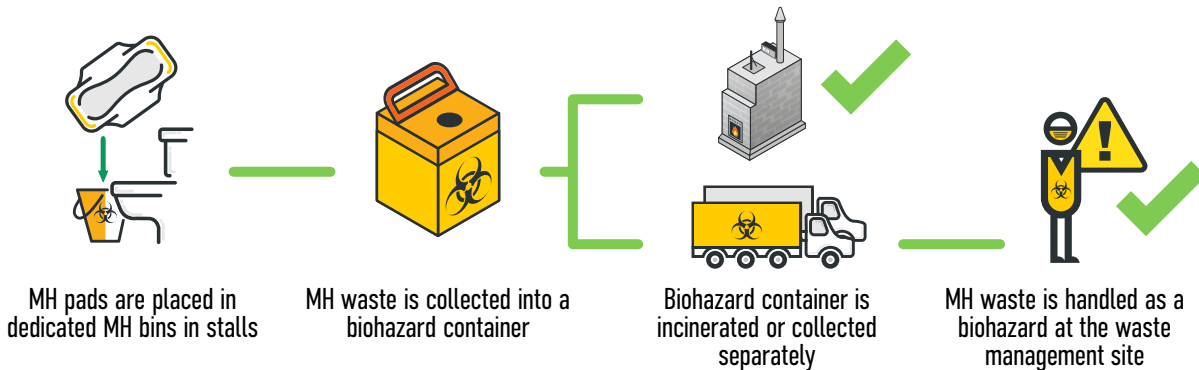 MH pads are placed in
dedicated MH bins in stalls
MH waste is collected into a
biohazard container
Biohazard container is
incinerated or collected
separately
MH waste is handled as a
biohazard at the waste
management site